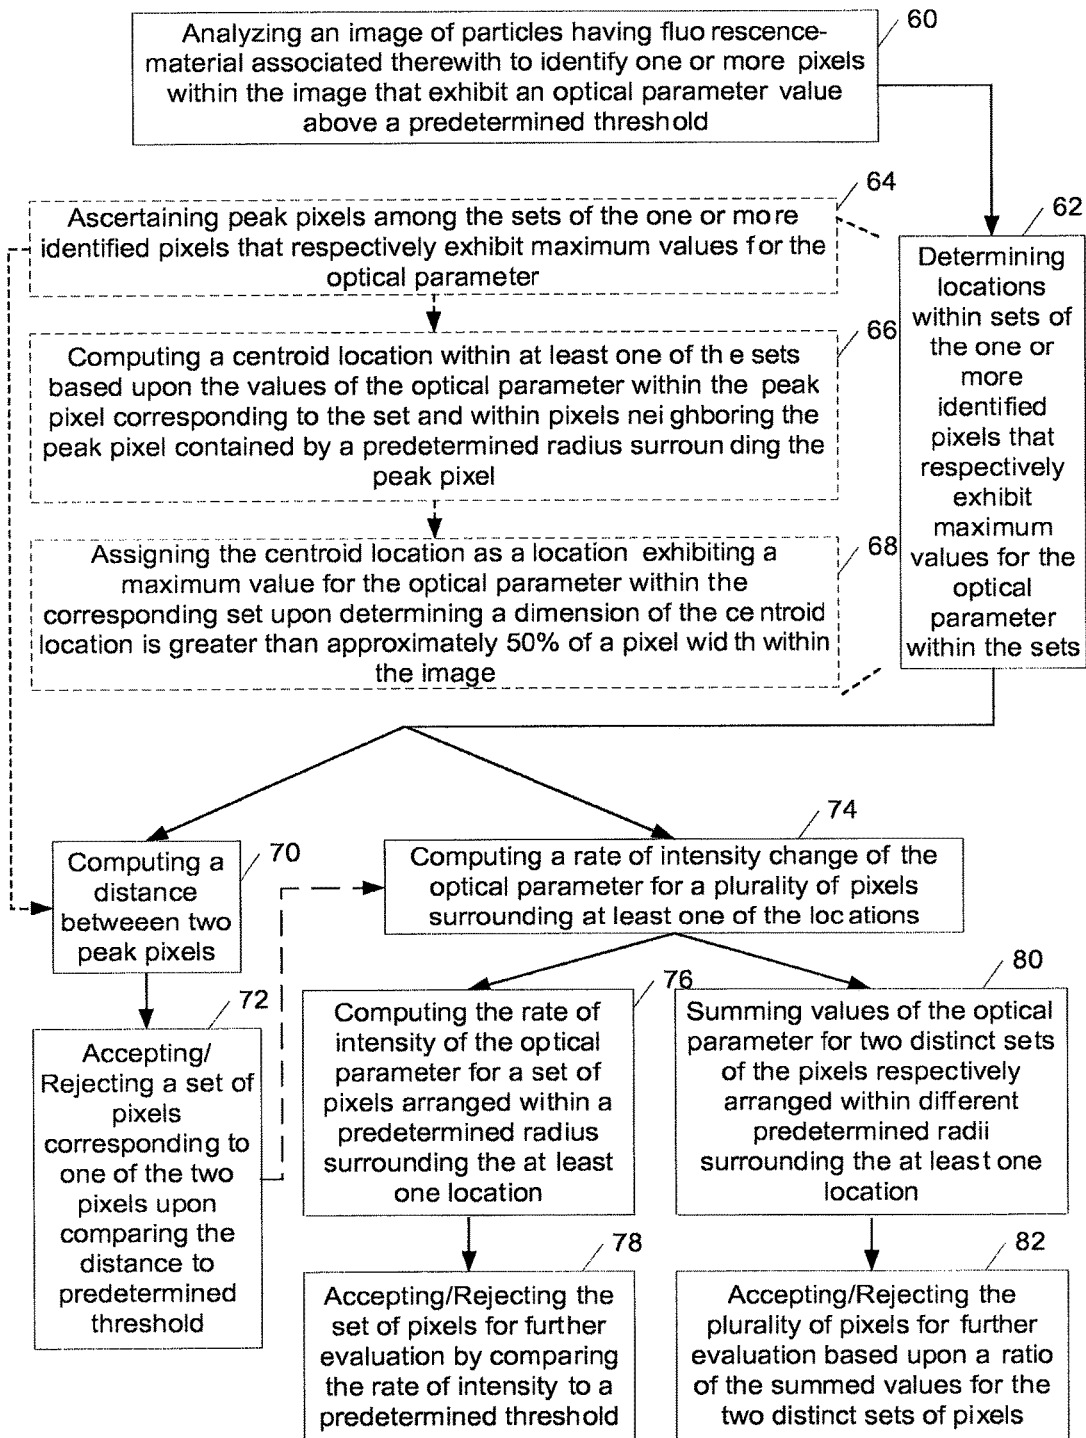 60
Analyzing an image of particles having fluo rescence-
material associated therewith to identify one or more pixels
within the image that exhibit an optical parameter value
above a predetermined threshold
64
Ascertaining peak pixels among the sets of the one or more
identified pixels that respectively exhibit maximum values for the
optical parameter
62
Determining
locations
within sets of
the one or
more
identified
pixels that
respectively
exhibit
maximum
values for the
optical
parameter
within the sets
66
Computing a centroid location within at least one of the sets
based upon the values of the optical parameter within the peak
pixel corresponding to the set and within pixels nei ghboring the
peak pixel contained by a predetermined radius surroun ding the
peak pixel
68
Assigning the centroid location as a location exhibiting a
maximum value for the optical parameter within the
corresponding set upon determining a dimension of the ce ntroid
location is greater than approximately 50% of a pixel wid th within
the image
70
Computing a
distance
betweeen two
peak pixels
74
Computing a rate of intensity change of the
optical parameter for a plurality of pixels
surrounding at least one of the locations
72
Accepting/
Rejecting a set of
pixels
corresponding to
one of the two
pixels upon
comparing the
distance to
predetermined
threshold
76
Computing the rate of
intensity of the optical
parameter for a set of
pixels arranged within a
predetermined radius
surrounding the at least
one location
80
Summing values of the optical
parameter for two distinct sets
of the pixels respectively
arranged within different
predetermined radii
surrounding the at least one
location
78
Accepting/Rejecting the
set of pixels for further
evaluation by comparing
the rate of intensity to a
predetermined threshold
82
Accepting/Rejecting the
plurality of pixels for further
evaluation based upon a ratio
of the summed values for the
two distinct sets of pixels